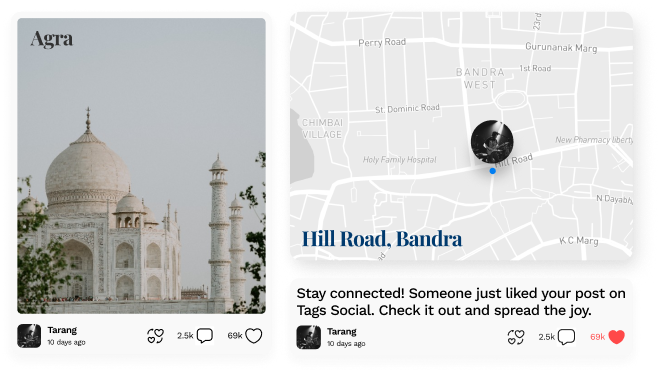 Agra
Tarang
10 days ago
2.5k
69k
Perry Road
23rd
Gurunanak Marg
BANDRA
WEST
1st Road
St. Dominic Road
CHIMBAI
VILLAGE
New Pharmacy liberty
Holy Family Hospital
Hill Road
N Dayabh
Hill Road, Bandra
K C Marg
Stay connected! Someone just liked your post on
Tags Social. Check it out and spread the joy.
Tarang
10 days ago
2.5k
69k